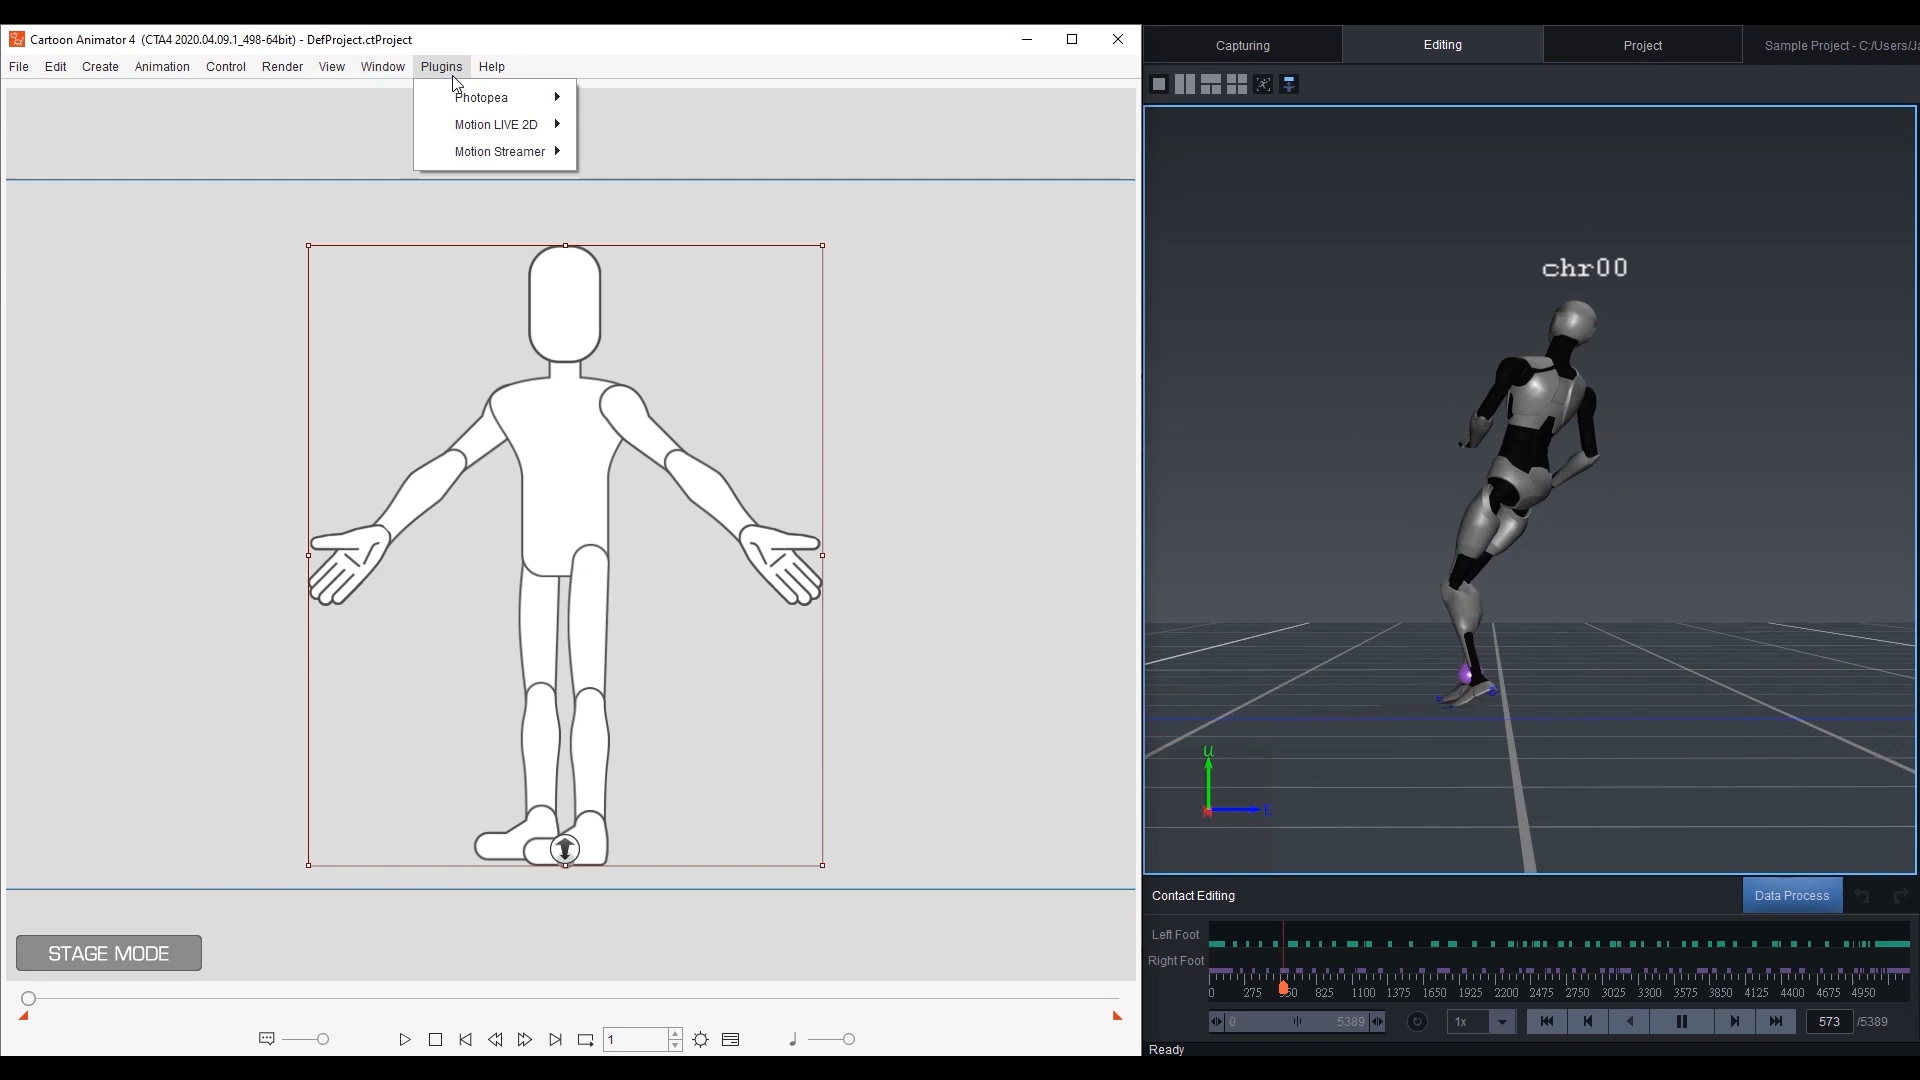 Cartoon Animator 4 (CTA4 2020.04.09.1_498-64bit) - DefProject.ctProject
File Edit Create Animation Control Render View Window Plugins Help
Photopea
Motion LIVE 2D
Motion Streamer
STAGE MODE
1
Capturing Editing Project Sample Project - C:/Users/Ja
chr00
U
Contact Editing Data Process
Left Foot
Right Foot
0 275 550 825 1100 1375 1650 1925 2200 2475 2750 3025 3300 3575 3850 4125 4400 4675 4950
0 5389 1x 573 /5389
Ready